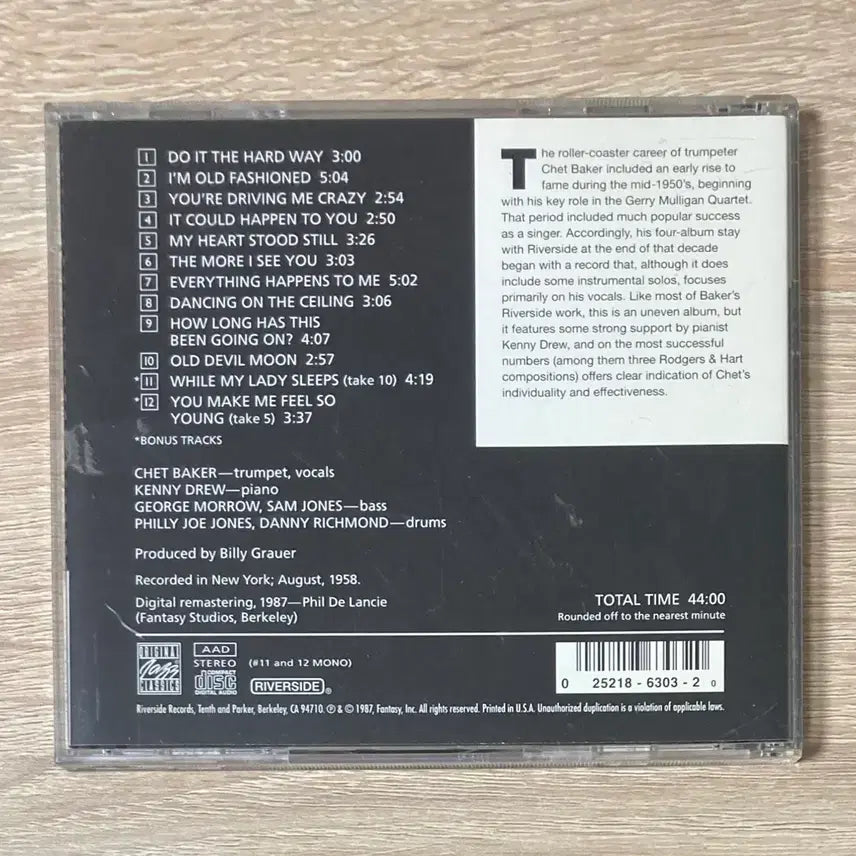 1 DO IT THE HARD WAY 3:00
2 I'M OLD FASHIONED 5:04
3 YOU'RE DRIVING ME CRAZY 2:54
4 IT COULD HAPPEN TO YOU 2:50
5 MY HEART STOOD STILL 3:26
6 THE MORE I SEE YOU 3:03
7 EVERYTHING HAPPENS TO ME 5:02
8 DANCING ON THE CEILING 3:06
9 HOW LONG HAS THIS
BEEN GOING ON? 4:07
10 OLD DEVIL MOON 2:57
*11 WHILE MY LADY SLEEPS (take 10) 4:19
*12 YOU MAKE ME FEEL SO
YOUNG (take 5) 3:37
*BONUS TRACKS
CHET BAKER—trumpet, vocals
KENNY DREW—piano
GEORGE MORROW, SAM JONES—bass
PHILLY JOE JONES, DANNY RICHMOND—drums
Produced by Billy Grauer
Recorded in New York; August, 1958.
Digital remastering, 1987—Phil De Lancie
(Fantasy Studios, Berkeley)
The roller-coaster career of trumpeter
Chet Baker included an early rise to
fame during the mid-1950's, beginning
with his key role in the Gerry Mulligan Quartet.
That period included much popular success
as a singer. Accordingly, his four-album stay
with Riverside at the end of that decade
began with a record that, although it does
include some instrumental solos, focuses
primarily on his vocals. Like most of Baker's
Riverside work, this is an uneven album, but
it features some strong support by pianist
Kenny Drew, and on the most successful
numbers (among them three Rodgers & Hart
compositions) offers clear indication of Chet's
individuality and effectiveness.
TOTAL TIME 44:00
Rounded off to the nearest minute
ORIGINAL
Jazz
CLASSICS
AAD
STEREO
COMPACT
disc
DIGITAL AUDIO
(#11 and 12 MONO)
RIVERSIDE®
0 25218-6303-2 0
Riverside Records, Tenth and Parker, Berkeley, CA 94710. ℗ & © 1987, Fantasy, Inc. All rights reserved. Printed in U.S.A. Unauthorized duplication is a violation of applicable laws.